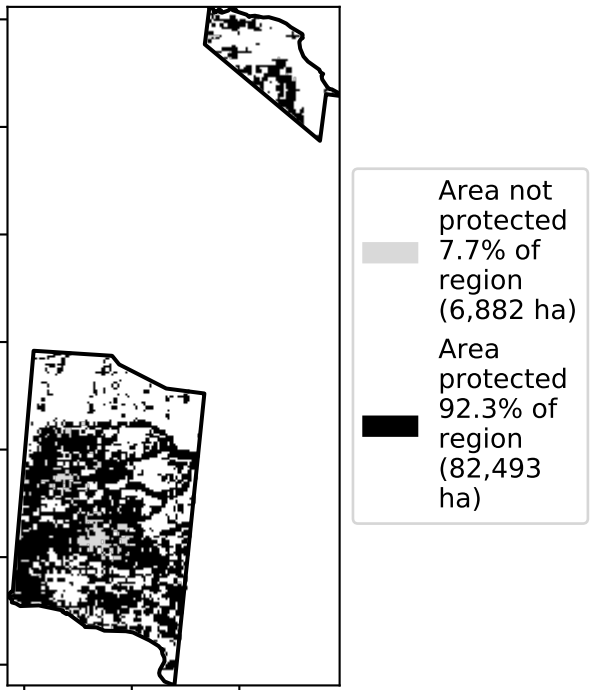 Area not
protected
7.7% of
region
(6,882 ha)
Area
protected
92.3% of
region
(82,493
ha)